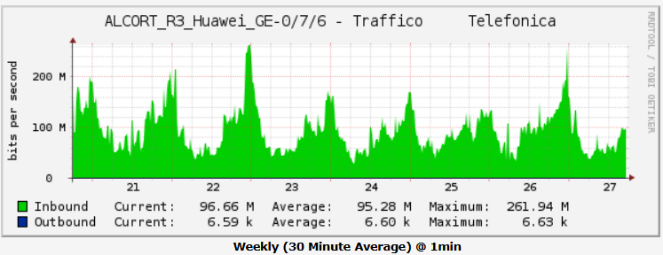 ALCORT_R3_Huawei_GE-0/7/6 - Traffico Telefonica
RRDTOOL / TOBI OETIKER
bits per second
200 M
100 M
0
21 22 23 24 25 26 27
Inbound Current: 96.66 M Average: 95.28 M Maximum: 261.94 M
Outbound Current: 6.59 k Average: 6.60 k Maximum: 6.63 k
Weekly (30 Minute Average) @ 1min